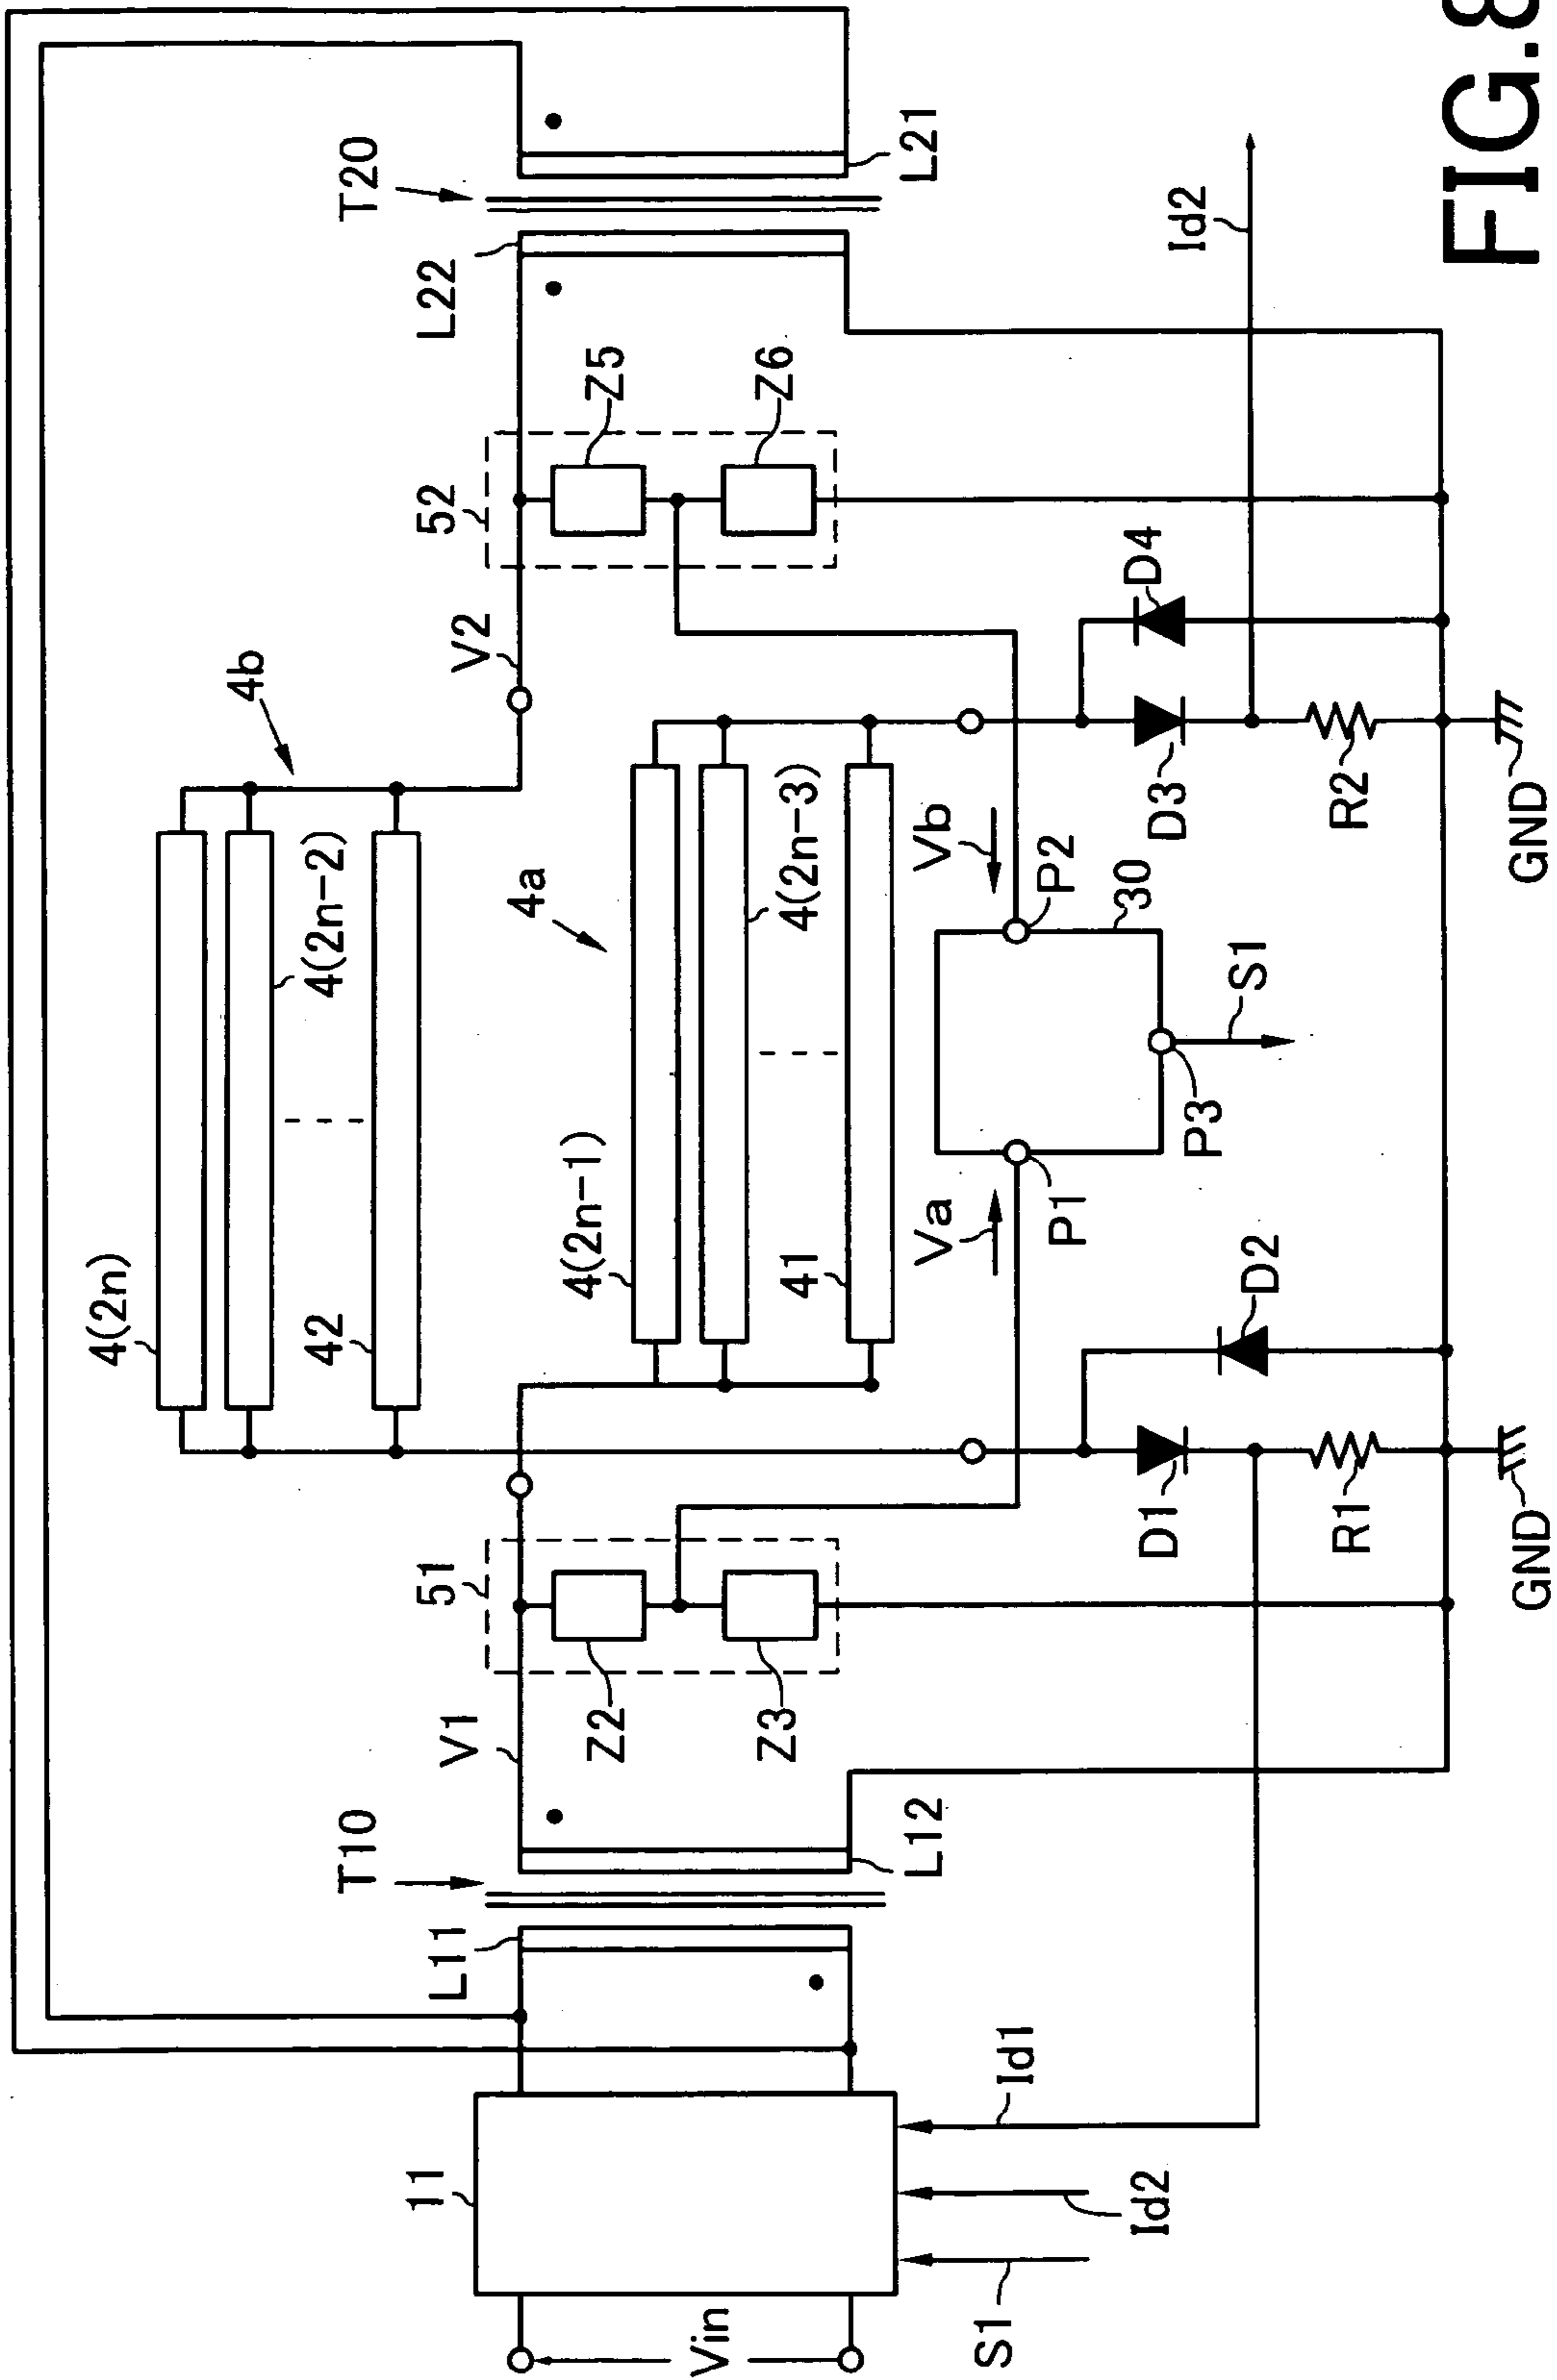 FIG.8
T10
T20
L11
L12
L22
L21
11
Vin
S1
Id2
Id1
V1
51
Z2
Z3
4(2n)
4(2n-2)
42
4b
4(2n-1)
4a
4(2n-3)
41
V2
52
Z5
Z6
Va
P1
Vb
P2
30
P3
S1
D1
D2
R1
GND
D3
D4
R2
GND
Id2